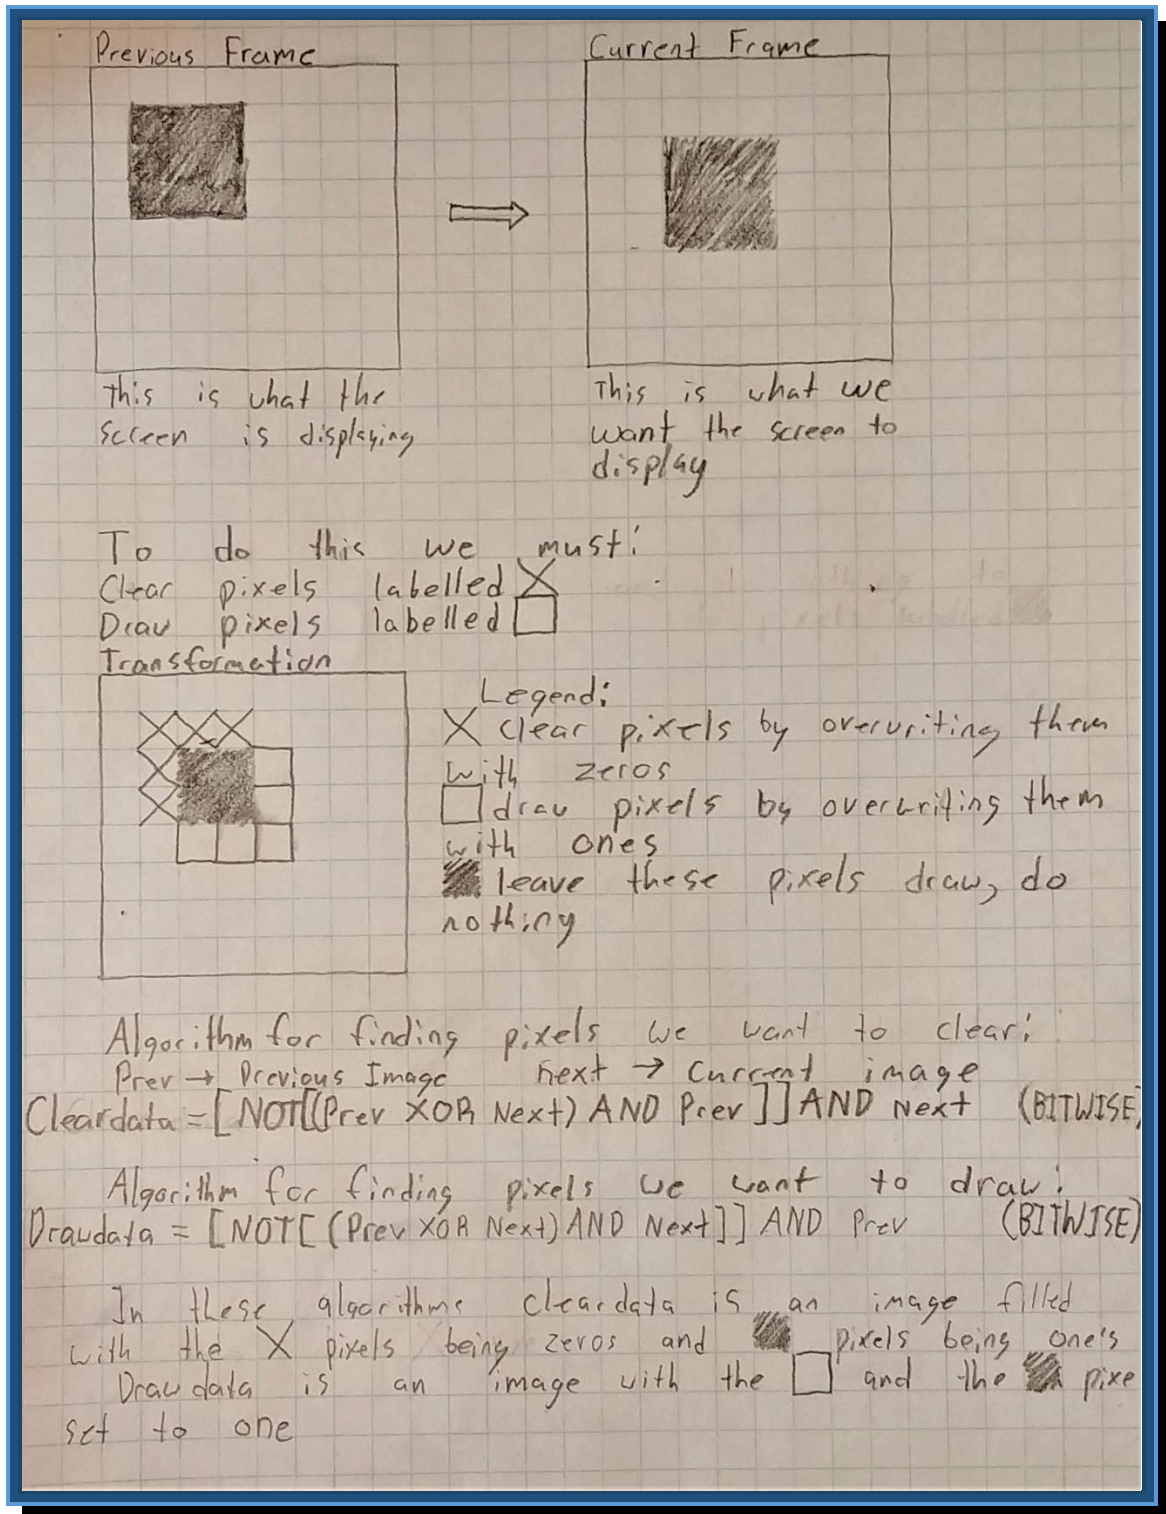 Previous Frame
Current Frame
This is what the
screen is displaying
This is what we
want the screen to
display
To do this we must:
Clear pixels labelled
Draw pixels labelled
Transformation
Legend:
clear pixels by overwriting them
with zeros
draw pixels by overwriting them
with ones
leave these pixels draw, do
nothing
Algorithm for finding pixels we want to clear:
Prev → Previous Image next → Current image
Cleardata = [NOT[(Prev XOR Next) AND Prev]] AND Next (BITWISE)
Algorithm for finding pixels we want to draw:
Drawdata = [NOT[(Prev XOR Next) AND Next]] AND Prev (BITWISE)
In these algorithms cleardata is an image filled
with the X pixels being zeros and pixels being one's
Drawdata is an image with the and the pixe
set to one